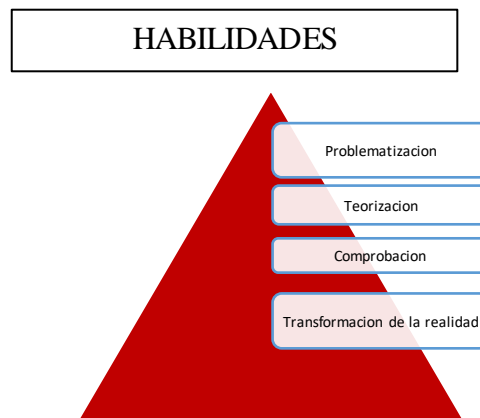 HABILIDADES
Problematizacion
Teorizacion
Comprobacion
Transformacion de la realidad